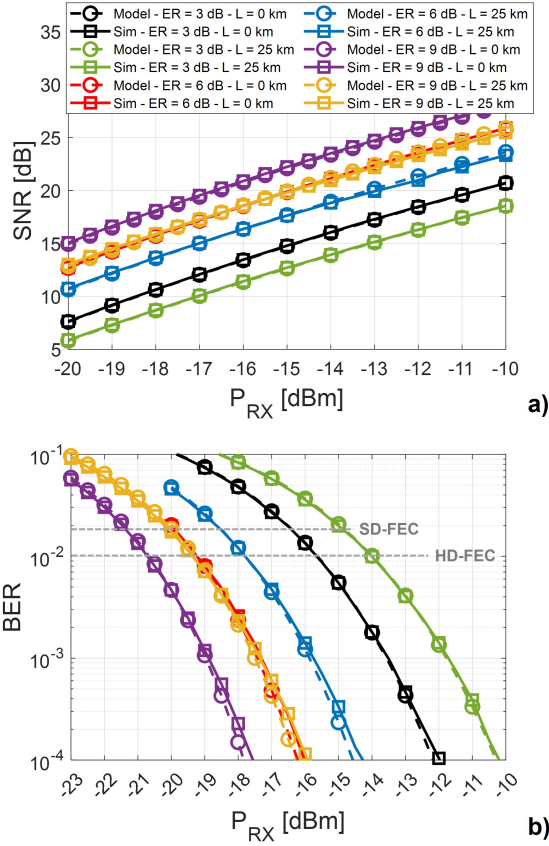 Model - ER = 3 dB - L = 0 km
Sim - ER = 3 dB - L = 0 km
Model - ER = 3 dB - L = 25 km
Sim - ER = 3 dB - L = 25 km
Model - ER = 6 dB - L = 0 km
Sim - ER = 6 dB - L = 0 km
Model - ER = 6 dB - L = 25 km
Sim - ER = 6 dB - L = 25 km
Model - ER = 9 dB - L = 0 km
Sim - ER = 9 dB - L = 0 km
Model - ER = 9 dB - L = 25 km
Sim - ER = 9 dB - L = 25 km
35
30
25
20
15
10
5
SNR [dB]
-20 -19 -18 -17 -16 -15 -14 -13 -12 -11 -10
P_RX [dBm]
a)
10^-1
10^-2
10^-3
10^-4
BER
SD-FEC
HD-FEC
-23 -22 -21 -20 -19 -18 -17 -16 -15 -14 -13 -12 -11 -10
P_RX [dBm]
b)